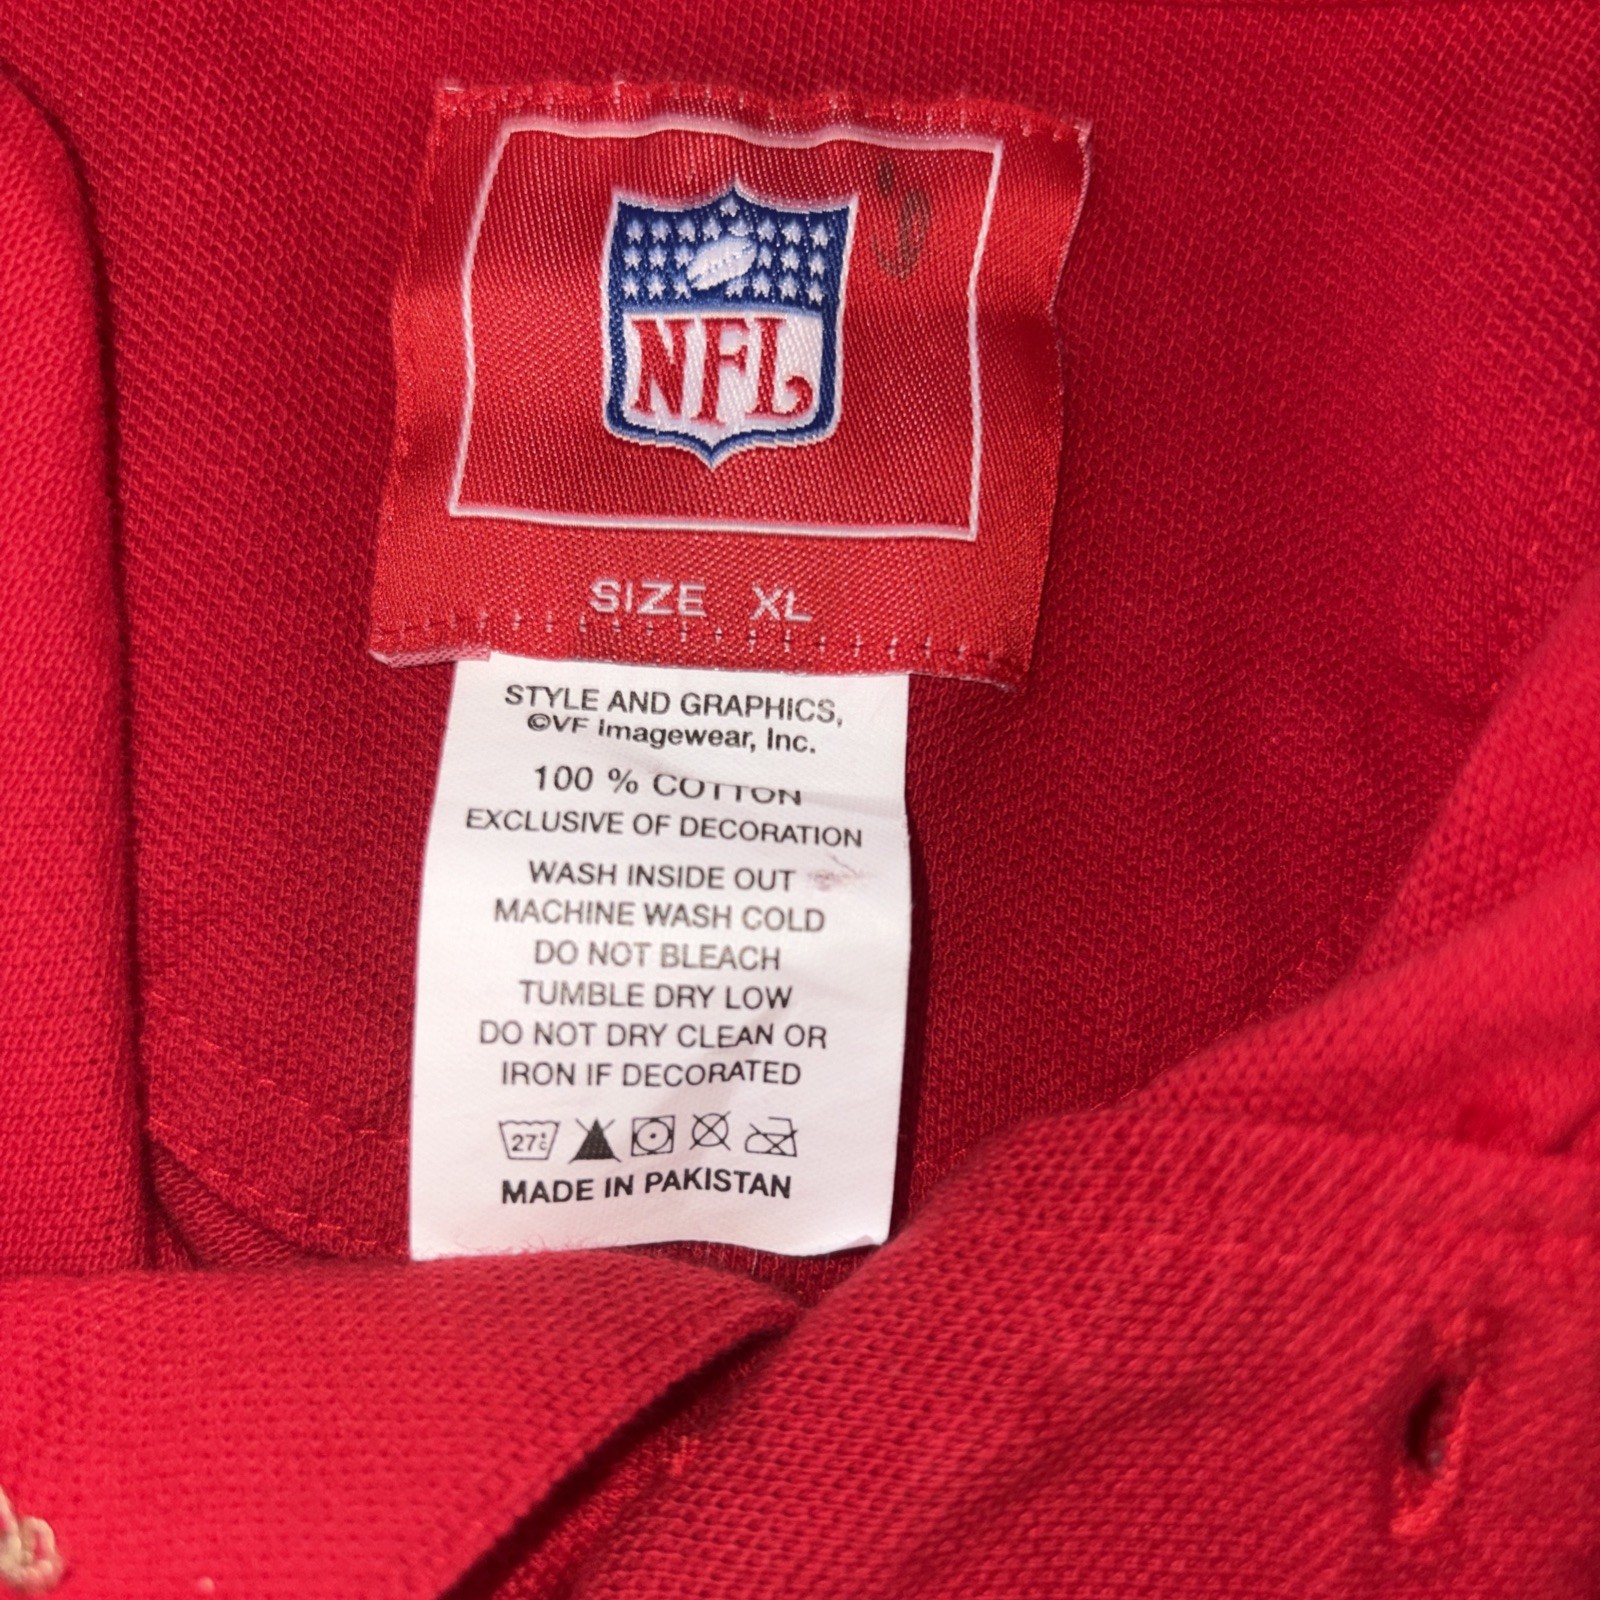 NFL
SIZE XL
STYLE AND GRAPHICS,
©VF Imagewear, Inc.
100 % COTTON
EXCLUSIVE OF DECORATION
WASH INSIDE OUT
MACHINE WASH COLD
DO NOT BLEACH
TUMBLE DRY LOW
DO NOT DRY CLEAN OR
IRON IF DECORATED
27°C
MADE IN PAKISTAN